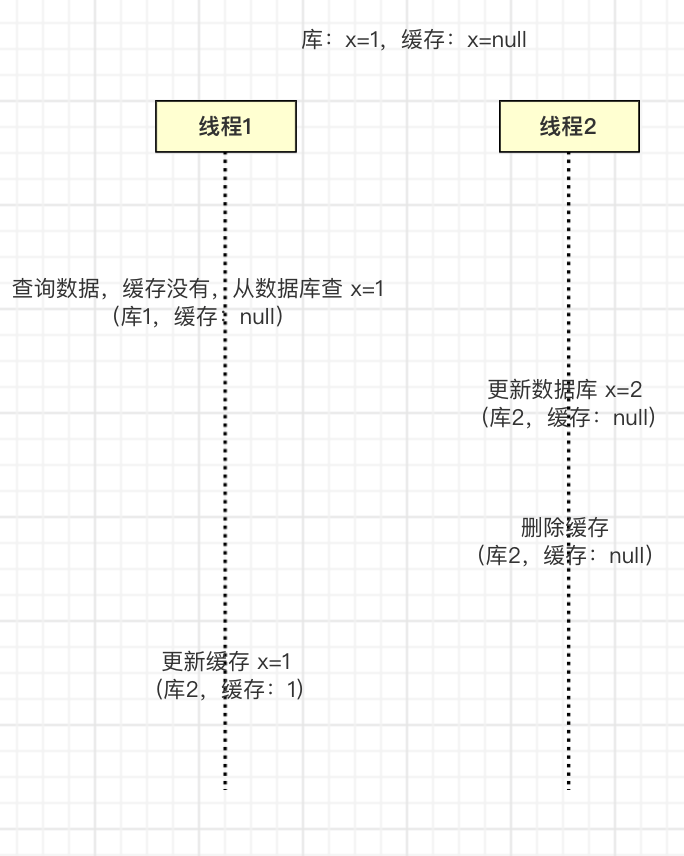 库：x=1，缓存：x=null
线程1
线程2
查询数据，缓存没有，从数据库查 x=1
（库1，缓存：null）
更新数据库 x=2
（库2，缓存：null）
删除缓存
（库2，缓存：null）
更新缓存 x=1
（库2，缓存：1）